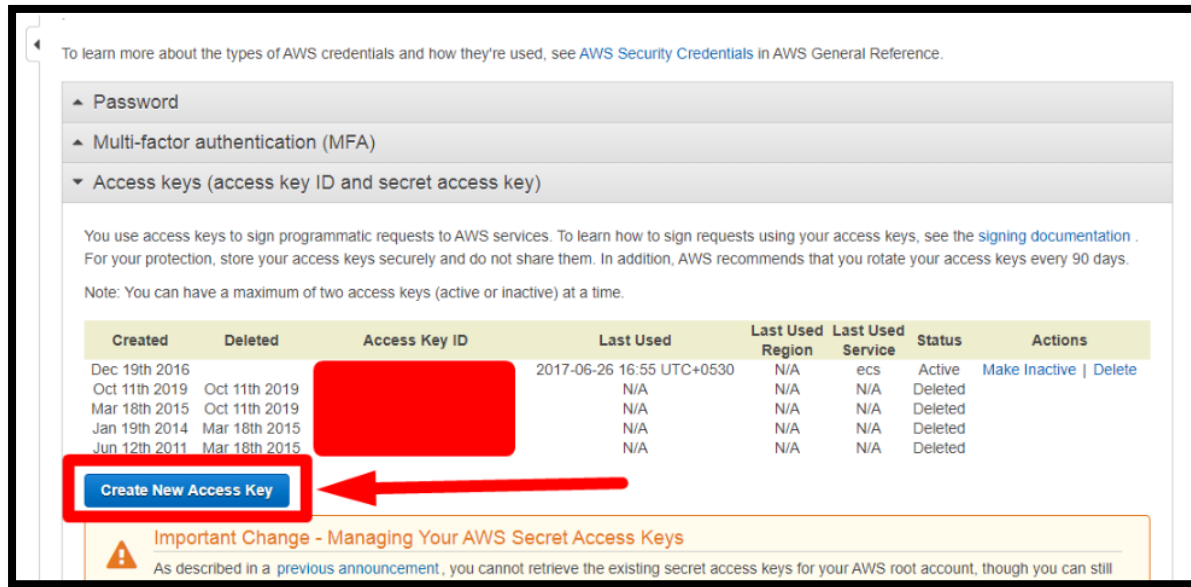 To learn more about the types of AWS credentials and how they're used, see AWS Security Credentials in AWS General Reference.
Password
Multi-factor authentication (MFA)
Access keys (access key ID and secret access key)
You use access keys to sign programmatic requests to AWS services. To learn how to sign requests using your access keys, see the signing documentation .
For your protection, store your access keys securely and do not share them. In addition, AWS recommends that you rotate your access keys every 90 days.
Note: You can have a maximum of two access keys (active or inactive) at a time.
Created Deleted Access Key ID Last Used Last Used Region Last Used Service Status Actions
Dec 19th 2016 2017-06-26 16:55 UTC+0530 N/A ecs Active Make Inactive | Delete
Oct 11th 2019 Oct 11th 2019 N/A N/A N/A Deleted
Mar 18th 2015 Oct 11th 2019 N/A N/A N/A Deleted
Jan 19th 2014 Mar 18th 2015 N/A N/A N/A Deleted
Jun 12th 2011 Mar 18th 2015 N/A N/A N/A Deleted
Create New Access Key
Important Change - Managing Your AWS Secret Access Keys
As described in a previous announcement, you cannot retrieve the existing secret access keys for your AWS root account, though you can still